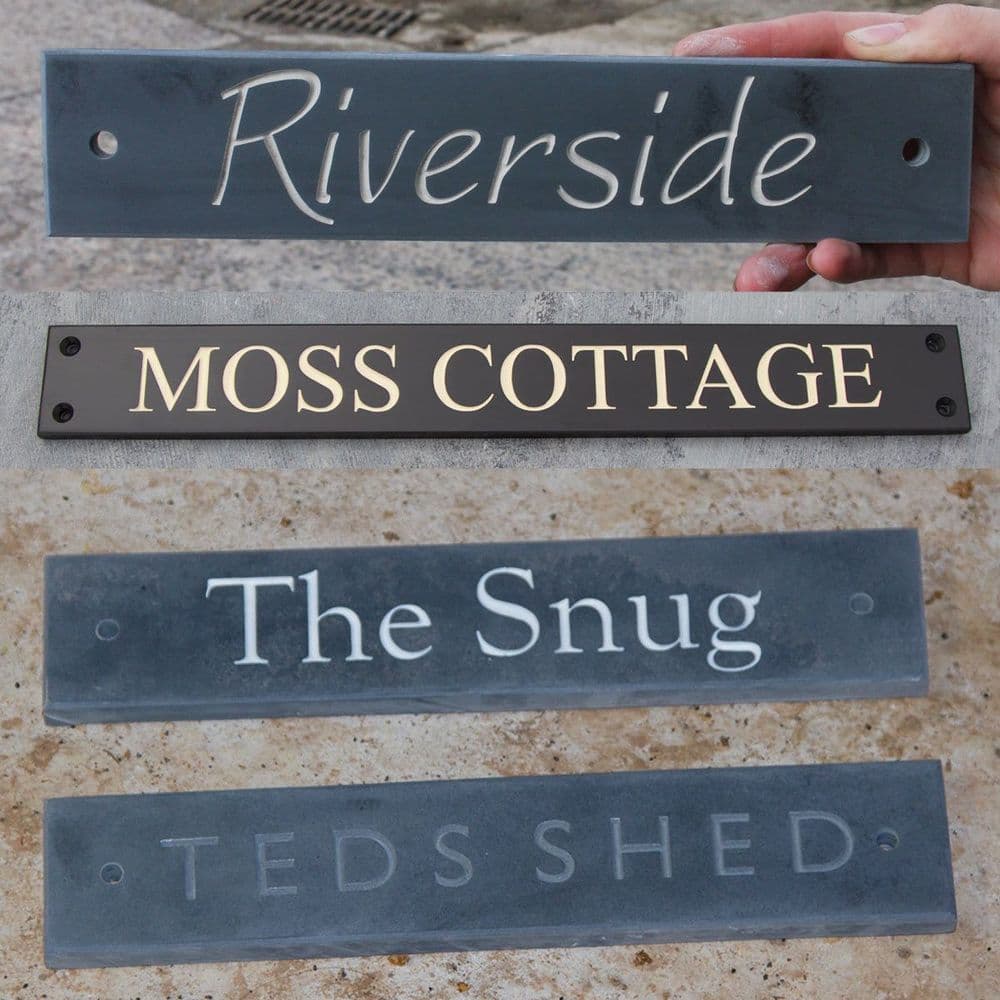 Riverside
MOSS COTTAGE
The Snug
TEDS SHED